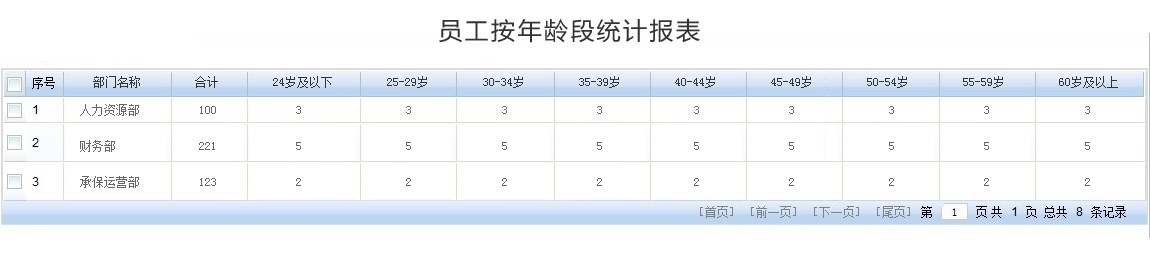 员工按年龄段统计报表
序号 部门名称 合计 24岁及以下 25-29岁 30-34岁 35-39岁 40-44岁 45-49岁 50-54岁 55-59岁 60岁及以上
1 人力资源部 100 3 3 3 3 3 3 3 3 3
2 财务部 221 5 5 5 5 5 5 5 5 5
3 承保运营部 123 2 2 2 2 2 2 2 2 2
[首页] [前一页] [下一页] [尾页] 第 1 页 共 1 页 总共 8 条记录